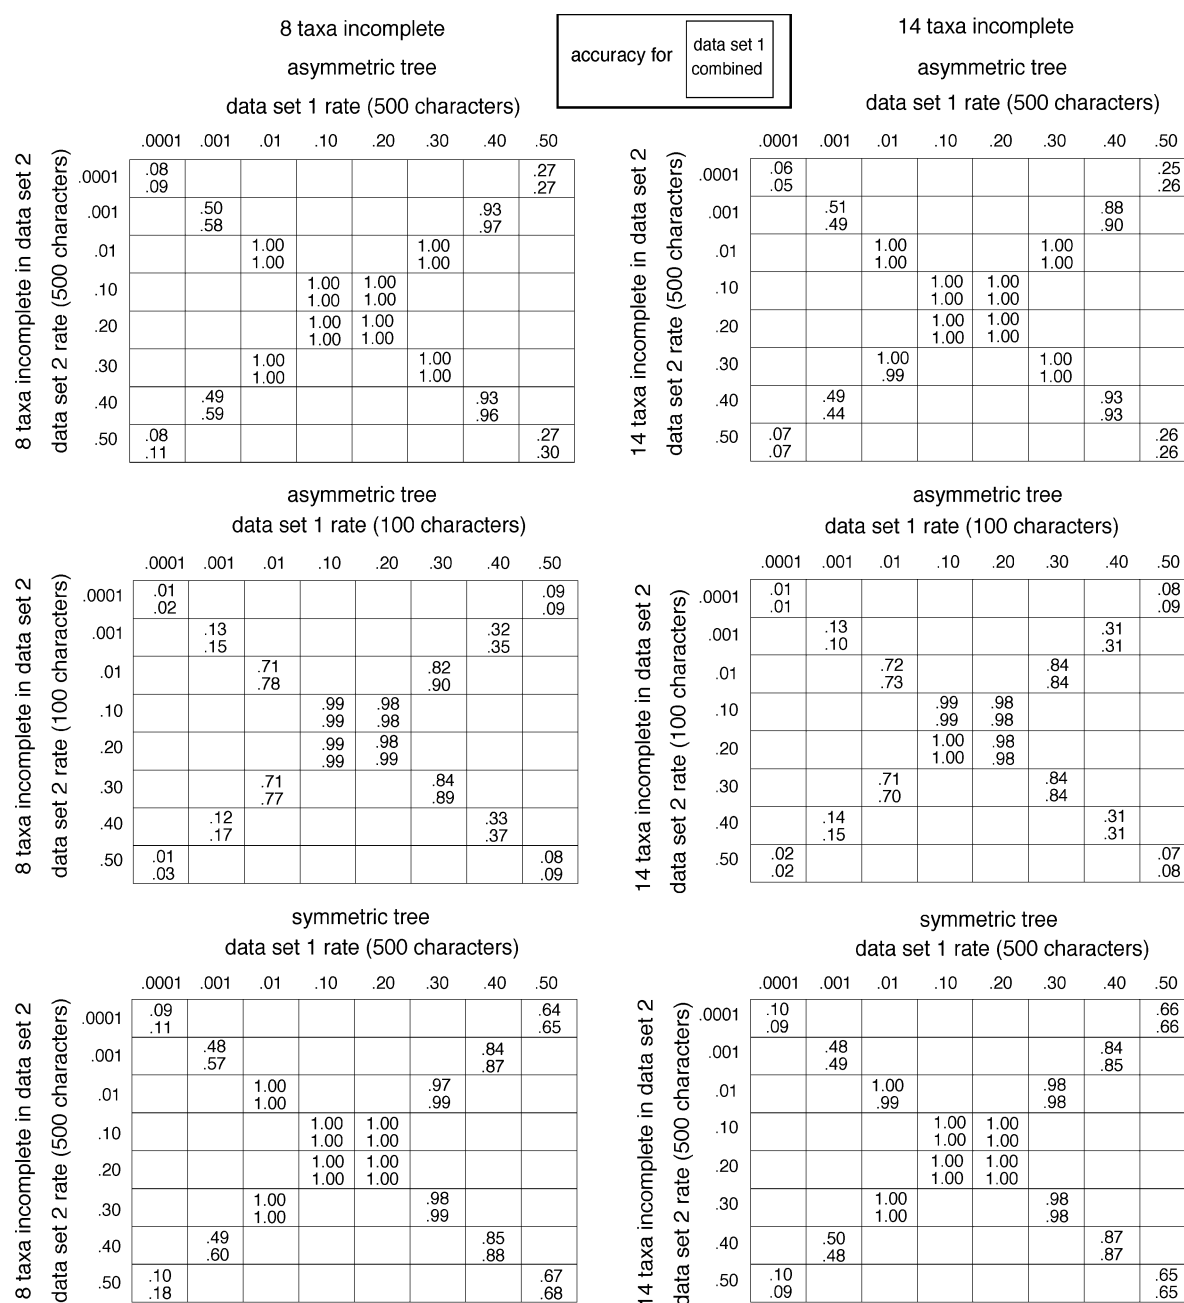 8 taxa incomplete
asymmetric tree
data set 1 rate (500 characters)
accuracy for
data set 1
combined
14 taxa incomplete
asymmetric tree
data set 1 rate (500 characters)
8 taxa incomplete in data set 2
data set 2 rate (500 characters)
.0001 .001 .01 .10 .30 .40 .50
.0001 .08 .27
.09 .27
.001 .50 .93
.58 .97
.01 1.00 1.00
1.00 1.00
.10 1.00 1.00
1.00 1.00
.20 1.00 1.00
1.00 1.00
.30 1.00 1.00
1.00 1.00
.40 .49 .93
.59 .96
.50 .08 .27
.11 .30
14 taxa incomplete in data set 2
data set 2 rate (500 characters)
.0001 .001 .01 .10 .20 .30 .40 .50
.0001 .06 .25
.05 .26
.001 .51 .88
.49 .90
.01 1.00 1.00
1.00 1.00
.10 1.00 1.00
1.00 1.00
.20 1.00 1.00
1.00 1.00
.30 1.00 1.00
.99 1.00
.40 .49 .93
.44 .93
.50 .07 .26
.07 .26
asymmetric tree
data set 1 rate (100 characters)
8 taxa incomplete in data set 2
data set 2 rate (100 characters)
.0001 .001 .01 .10 .20 .30 .40 .50
.0001 .01 .09
.02 .09
.001 .13 .32
.15 .35
.01 .71 .82
.78 .90
.10 .99 .98
.99 .98
.20 .99 .98
.99 .99
.30 .71 .84
.77 .89
.40 .12 .33
.17 .37
.50 .01 .08
.03 .09
asymmetric tree
data set 1 rate (100 characters)
14 taxa incomplete in data set 2
data set 2 rate (100 characters)
.0001 .001 .01 .10 .20 .30 .40 .50
.0001 .01 .08
.01 .09
.001 .13 .31
.10 .31
.01 .72 .84
.73 .84
.10 .99 .98
.99 .98
.20 1.00 .98
1.00 .98
.30 .71 .84
.70 .84
.40 .14 .31
.15 .31
.50 .02 .07
.02 .08
symmetric tree
data set 1 rate (500 characters)
8 taxa incomplete in data set 2
data set 2 rate (500 characters)
.0001 .001 .01 .10 .20 .30 .40 .50
.0001 .09 .64
.11 .65
.001 .48 .84
.57 .87
.01 1.00 .97
1.00 .99
.10 1.00 1.00
1.00 1.00
.20 1.00 1.00
1.00 1.00
.30 1.00 .98
1.00 .99
.40 .49 .85
.60 .88
.50 .10 .67
.18 .68
symmetric tree
data set 1 rate (500 characters)
14 taxa incomplete in data set 2
data set 2 rate (500 characters)
.0001 .001 .01 .10 .20 .30 .40 .50
.0001 .10 .66
.09 .66
.001 .48 .84
.49 .85
.01 1.00 .98
.99 .98
.10 1.00 1.00
1.00 1.00
.20 1.00 1.00
1.00 1.00
.30 1.00 .98
1.00 .98
.40 .50 .87
.48 .87
.50 .10 .65
.09 .65